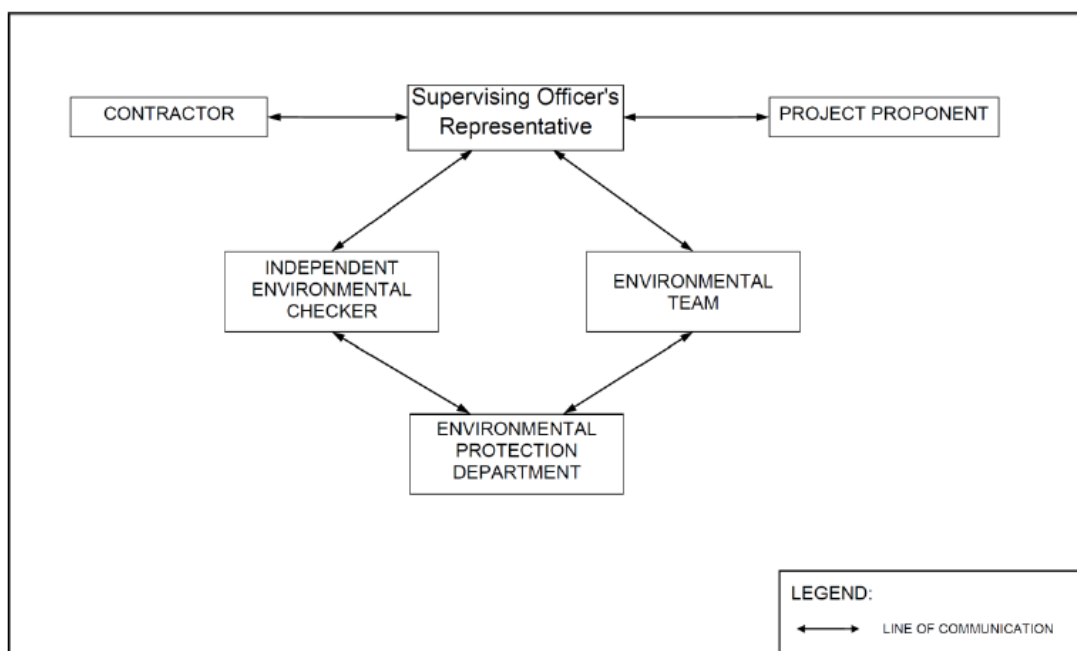 CONTRACTOR
Supervising Officer's
Representative
PROJECT PROPONENT
INDEPENDENT
ENVIRONMENTAL
CHECKER
ENVIRONMENTAL
TEAM
ENVIRONMENTAL
PROTECTION
DEPARTMENT
LEGEND:
LINE OF COMMUNICATION